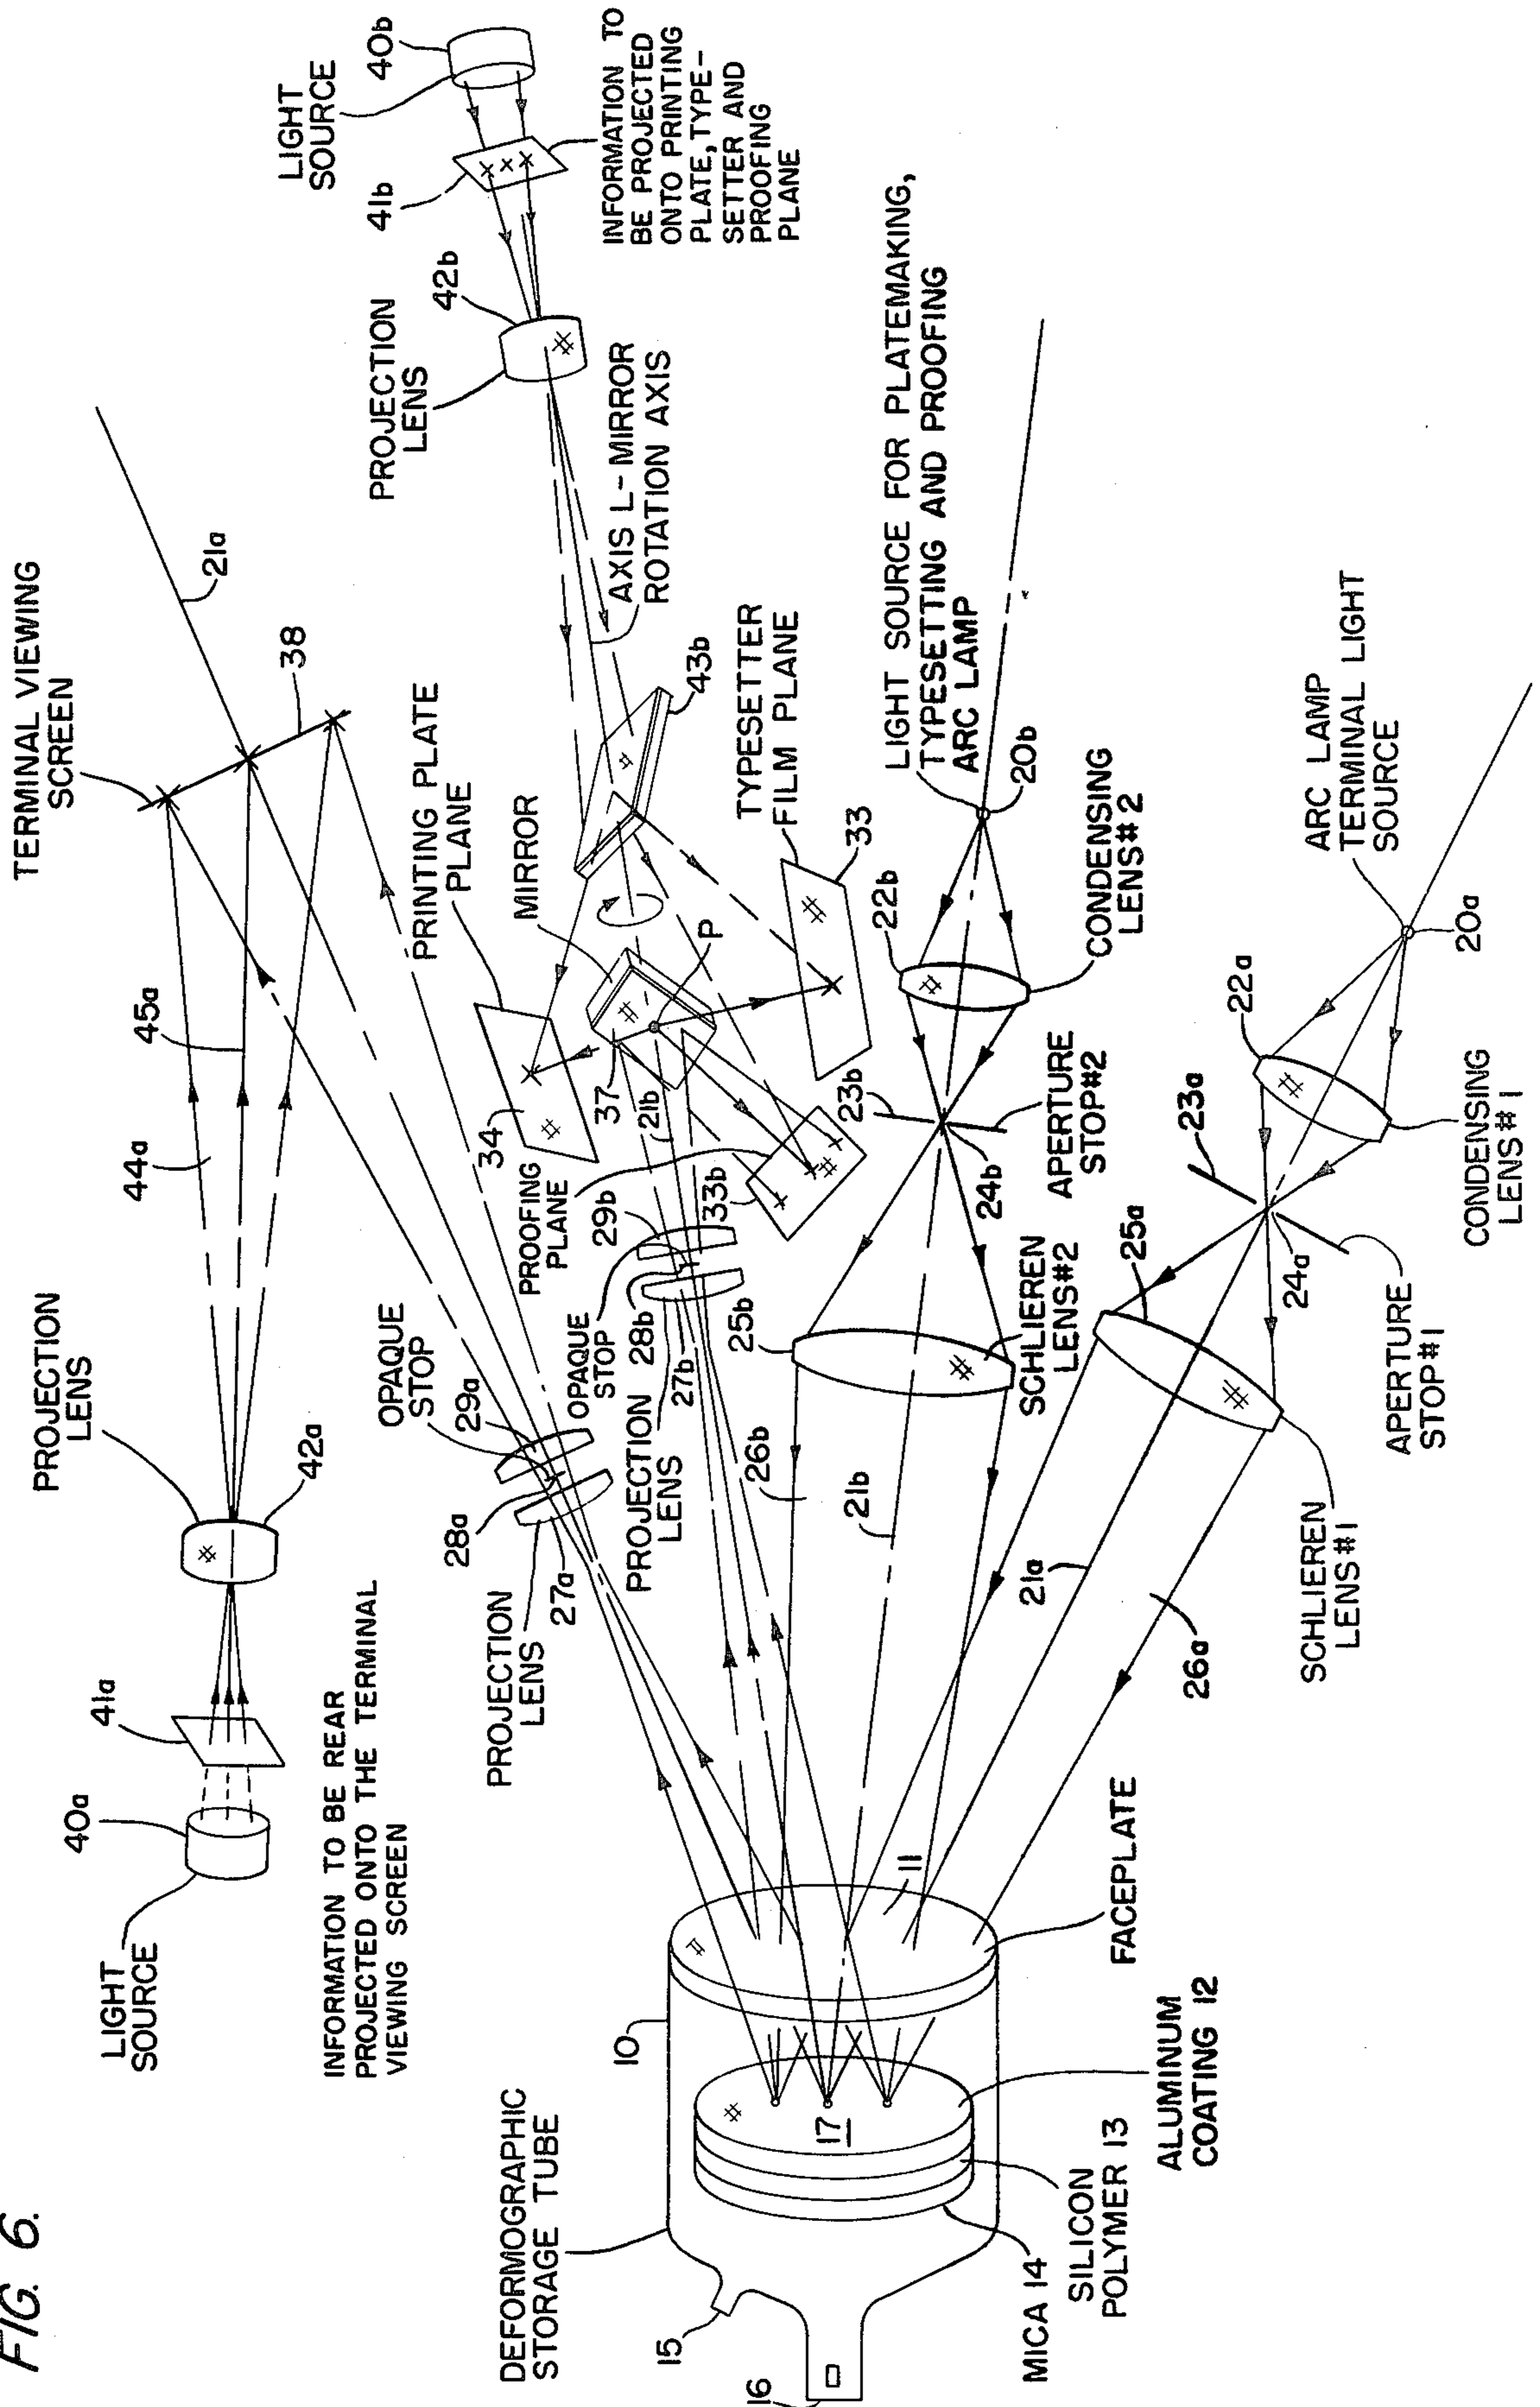 FIG. 6.
LIGHT
SOURCE
40a
41a
INFORMATION TO BE REAR
PROJECTED ONTO THE TERMINAL
VIEWING SCREEN
PROJECTION
LENS
42a
44a
45a
TERMINAL VIEWING
SCREEN
38
21a
LIGHT
SOURCE
40b
41b
INFORMATION TO
BE PROJECTED
ONTO PRINTING
PLATE, TYPE-
SETTER AND
PROOFING
PLANE
PROJECTION
LENS
42b
AXIS L-MIRROR
ROTATION AXIS
43b
PRINTING PLATE
PLANE
34
MIRROR
37
P
21b
TYPESETTER
FILM PLANE
33
PROOFING
PLANE
33b
OPAQUE
STOP
29a
28a
PROJECTION
LENS
27a
OPAQUE
STOP
29b
28b
PROJECTION
LENS
27b
LIGHT SOURCE FOR PLATEMAKING,
TYPESETTING AND PROOFING
ARC LAMP
20b
22b
CONDENSING
LENS #2
23b
24b
APERTURE
STOP #2
25b
SCHLIEREN
LENS #2
26b
21b
ARC LAMP
TERMINAL LIGHT
SOURCE
20a
22a
CONDENSING
LENS #1
23a
24a
APERTURE
STOP #1
25a
SCHLIEREN
LENS #1
21a
26a
DEFORMOGRAPHIC
STORAGE TUBE
10
11
FACEPLATE
17
ALUMINUM
COATING 12
SILICON
POLYMER 13
MICA 14
15
16